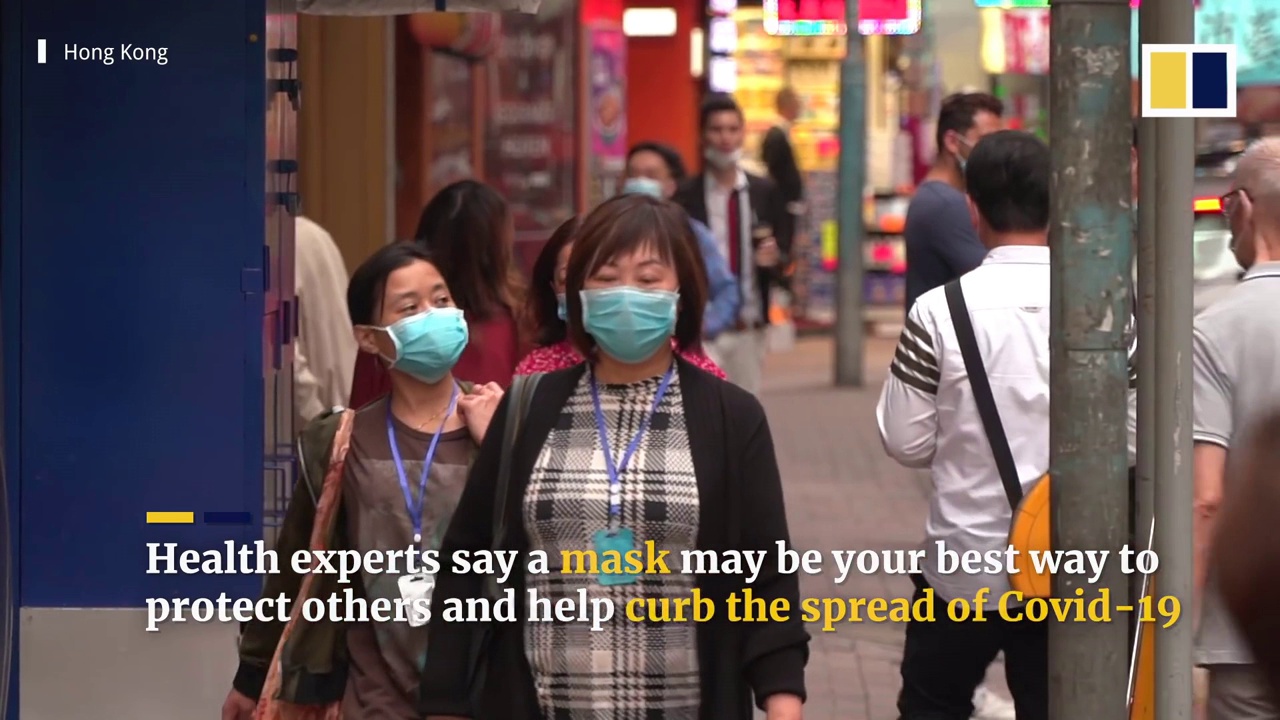 Hong Kong
Health experts say a mask may be your best way to
protect others and help curb the spread of Covid-19